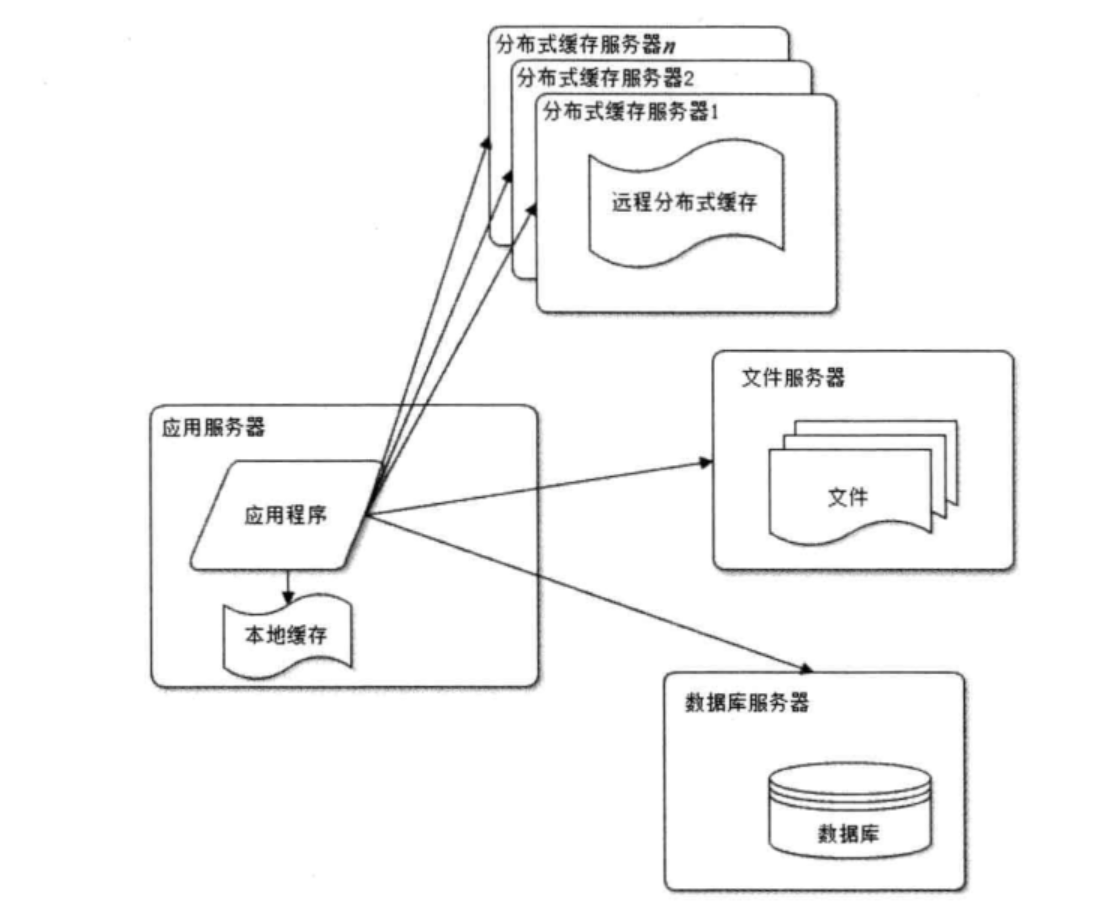 分布式缓存服务器n
分布式缓存服务器2
分布式缓存服务器1
远程分布式缓存
文件服务器
文件
应用服务器
应用程序
本地缓存
数据库服务器
数据库